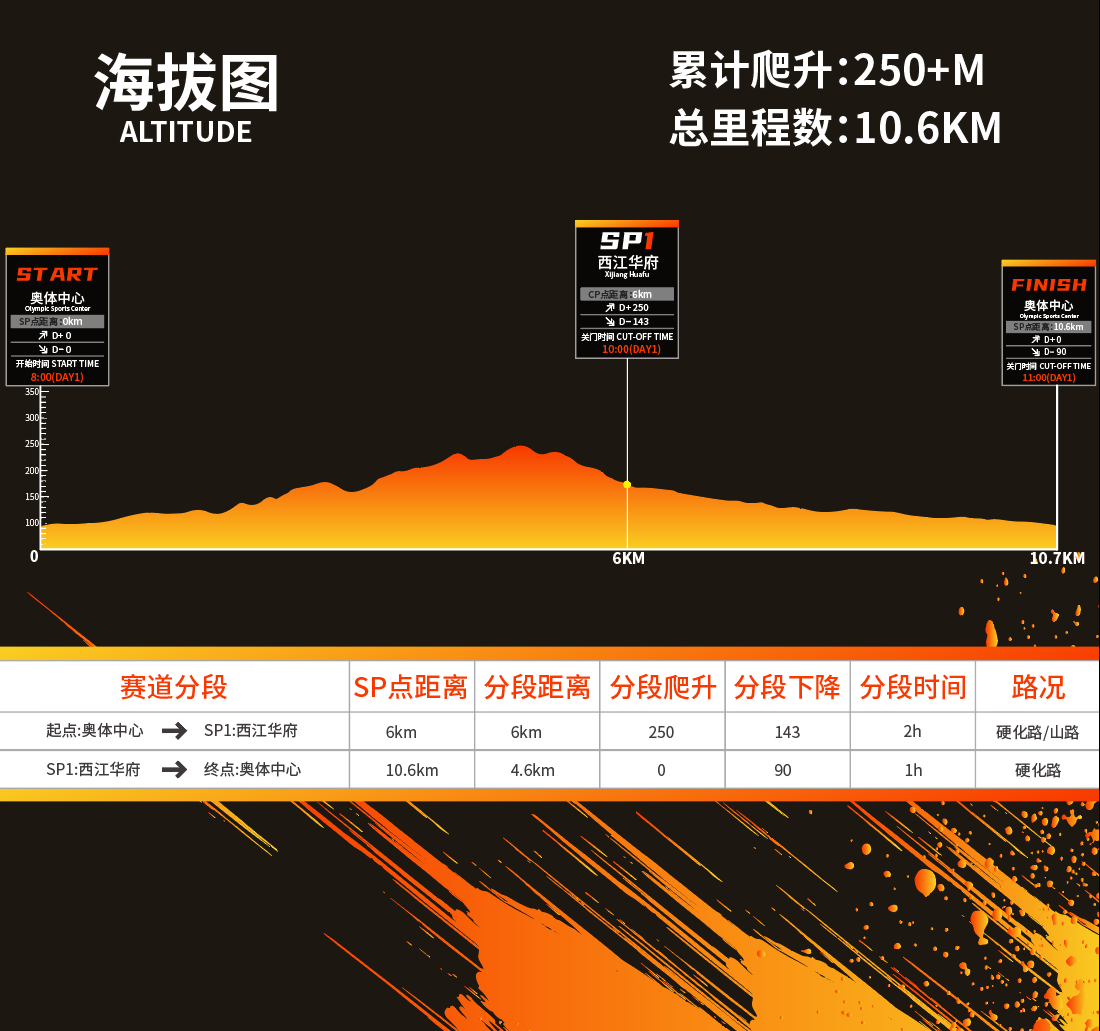 海拔图
ALTITUDE
累计爬升:250+M
总里程数:10.6KM
START
奥体中心
Olympic Sports Center
SP点距离:0km
D+ 0
D- 0
开始时间 START TIME
8:00(DAY1)
SP1
西江华府
Xijiang Huafu
CP点距离:6km
D+250
D-143
关门时间 CUT-OFF TIME
10:00(DAY1)
FINISH
奥体中心
Olympic Sports Center
SP点距离:10.6km
D+0
D- 90
关门时间 CUT-OFF TIME
11:00(DAY1)
350
300
250
200
150
100
0
6KM
10.7KM
赛道分段 SP点距离 分段距离 分段爬升 分段下降 分段时间 路况
起点:奥体中心 → SP1:西江华府 6km 6km 250 143 2h 硬化路/山路
SP1:西江华府 → 终点:奥体中心 10.6km 4.6km 0 90 1h 硬化路